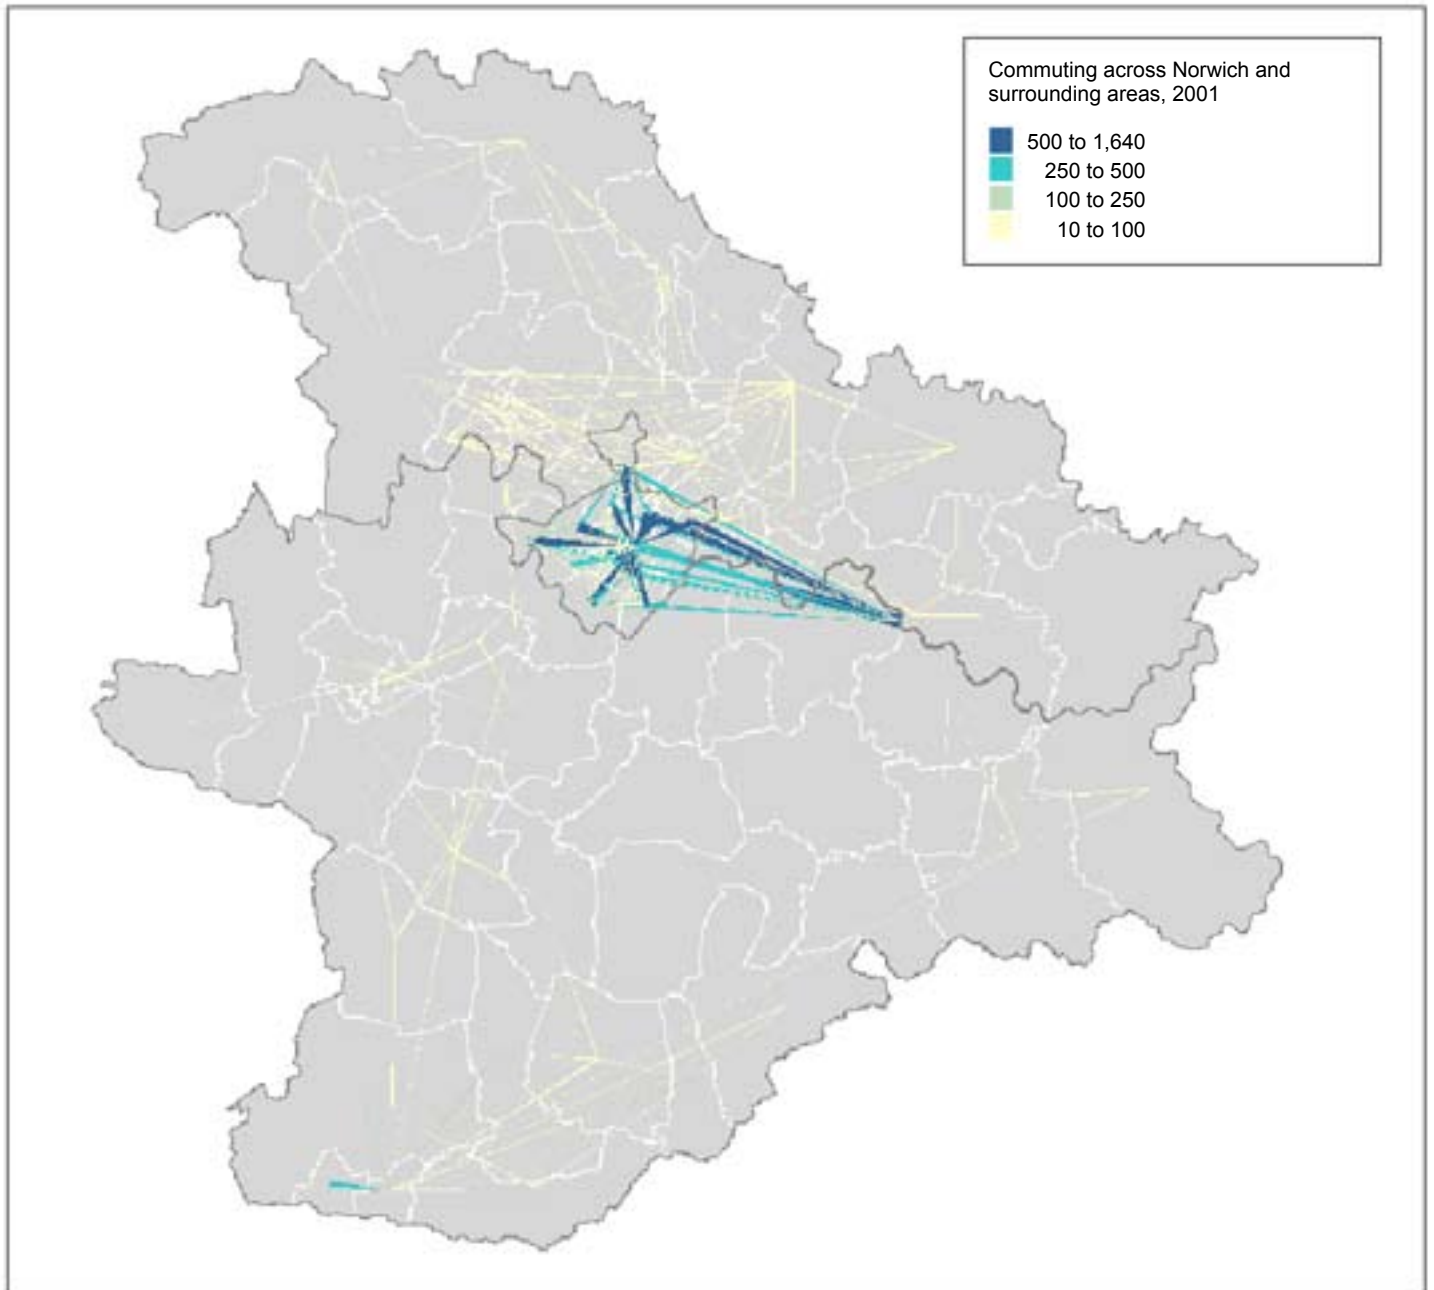 Commuting across Norwich and
surrounding areas, 2001
500 to 1,640
250 to 500
100 to 250
10 to 100